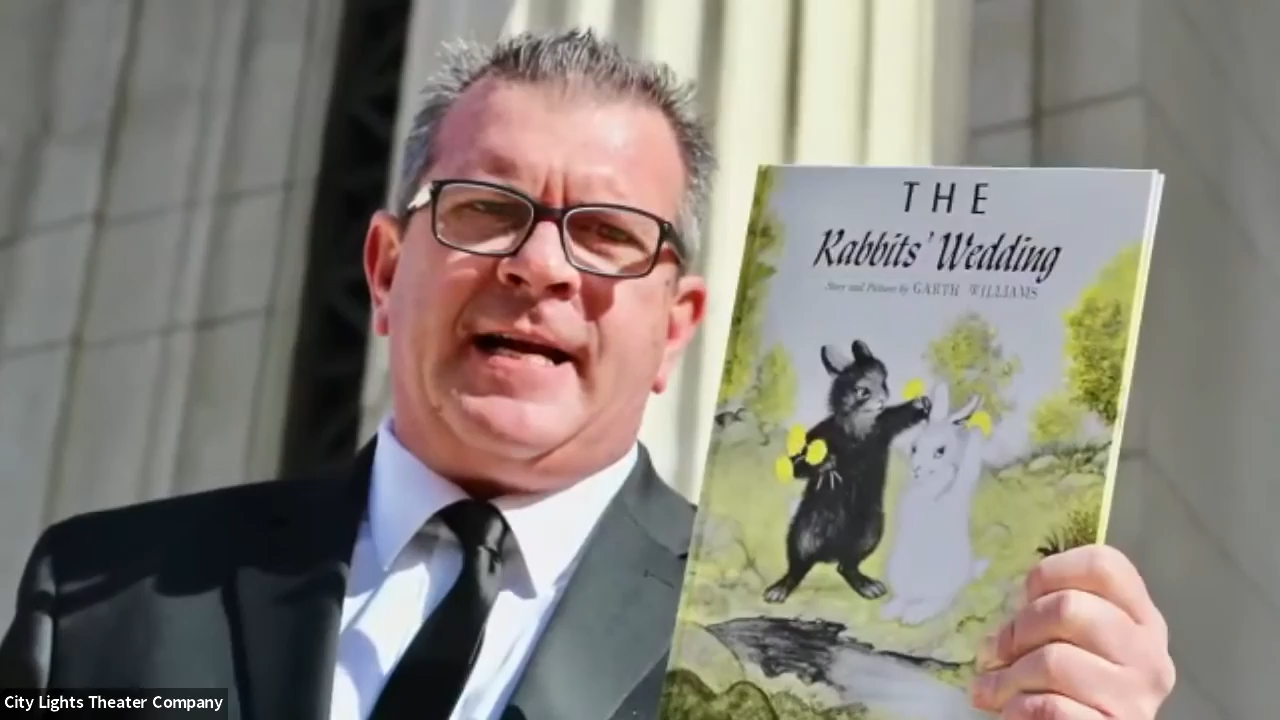 THE
Rabbits' Wedding
Story and Pictures by GARTH WILLIAMS
City Lights Theater Company